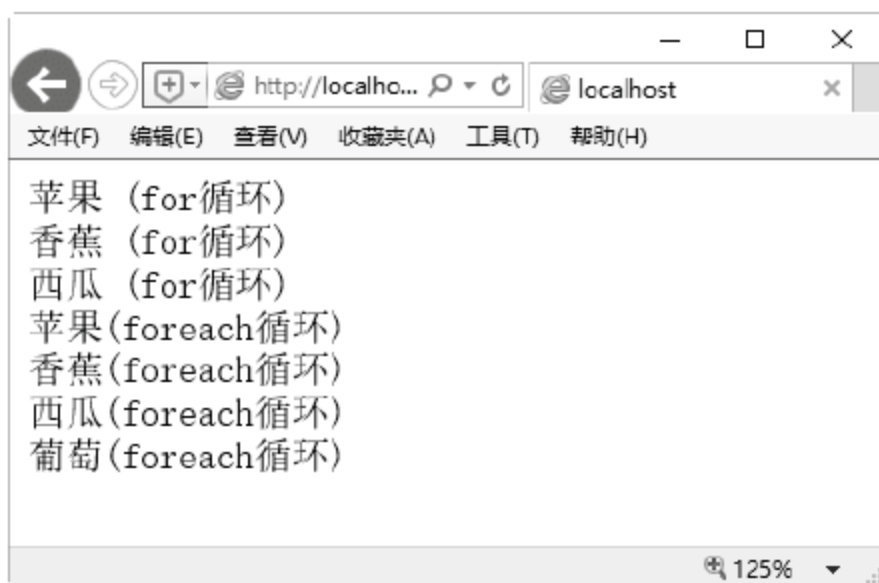 http://localho...
localhost
文件(F) 编辑(E) 查看(V) 收藏夹(A) 工具(T) 帮助(H)
苹果 (for循环)
香蕉 (for循环)
西瓜 (for循环)
苹果(foreach循环)
香蕉(foreach循环)
西瓜(foreach循环)
葡萄(foreach循环)
125%